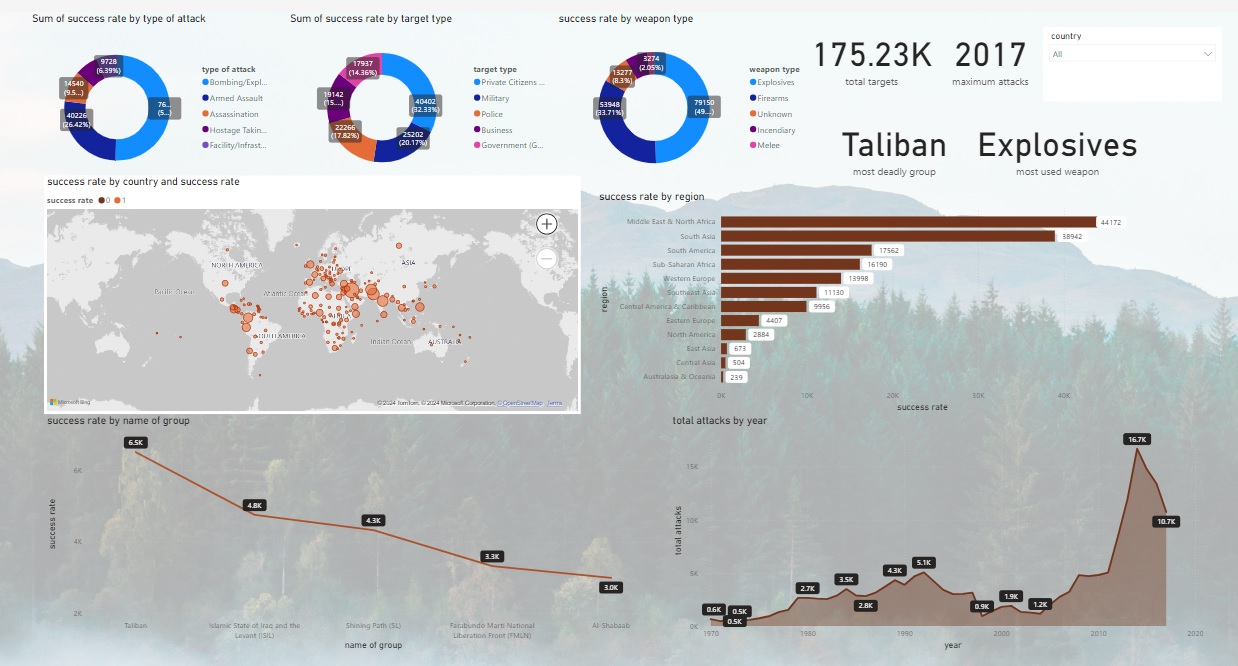 Sum of success rate by type of attack
9728
(6.39%)
14540
(9.5...)
40226
(26.42%)
76...
(5...)
type of attack
Bombing/Expl...
Armed Assault
Assassination
Hostage Takin...
Facility/Infrast...
Sum of success rate by target type
17937
(14.36%)
19142
(15....)
22266
(17.82%)
40402
(32.33%)
25202
(20.17%)
target type
Private Citizens ...
Military
Police
Business
Government (G...
success rate by weapon type
3274
(2.05%)
13277
(8.3%)
53948
(33.71%)
79150
(49...)
weapon type
Explosives
Firearms
Unknown
Incendiary
Melee
175.23K
total targets
2017
maximum attacks
country
All
Taliban
most deadly group
Explosives
most used weapon
success rate by country and success rate
success rate 0 1
NORTH AMERICA
ASIA
Pacific Ocean
Atlantic Ocean
Indian Ocean
AUSTRALIA
Microsoft Bing
© 2024 TomTom, © 2024 Microsoft Corporation, © OpenStreetMap Terms
success rate by region
region
Middle East & North Africa 44172
South Asia 38942
South America 17562
Sub-Saharan Africa 16190
Western Europe 13998
Southeast Asia 11130
Central America & Caribbean 9956
Eastern Europe 4407
North America 2884
East Asia 673
Central Asia 504
Australasia & Oceania 239
0K 10K 20K 30K 40K
success rate
success rate by name of group
success rate
6K
4K
2K
6.5K
4.8K
4.3K
3.3K
3.0K
Taliban
Islamic State of Iraq and the
Levant (ISIL)
Shining Path (SL)
Farabundo Marti National
Liberation Front (FMLN)
Al-Shabaab
name of group
total attacks by year
total attacks
15K
10K
5K
0K
0.6K
0.5K
0.5K
2.7K
3.5K
2.8K
4.3K
5.1K
0.9K
1.9K
1.2K
16.7K
10.7K
1970 1980 1990 2000 2010 2020
year